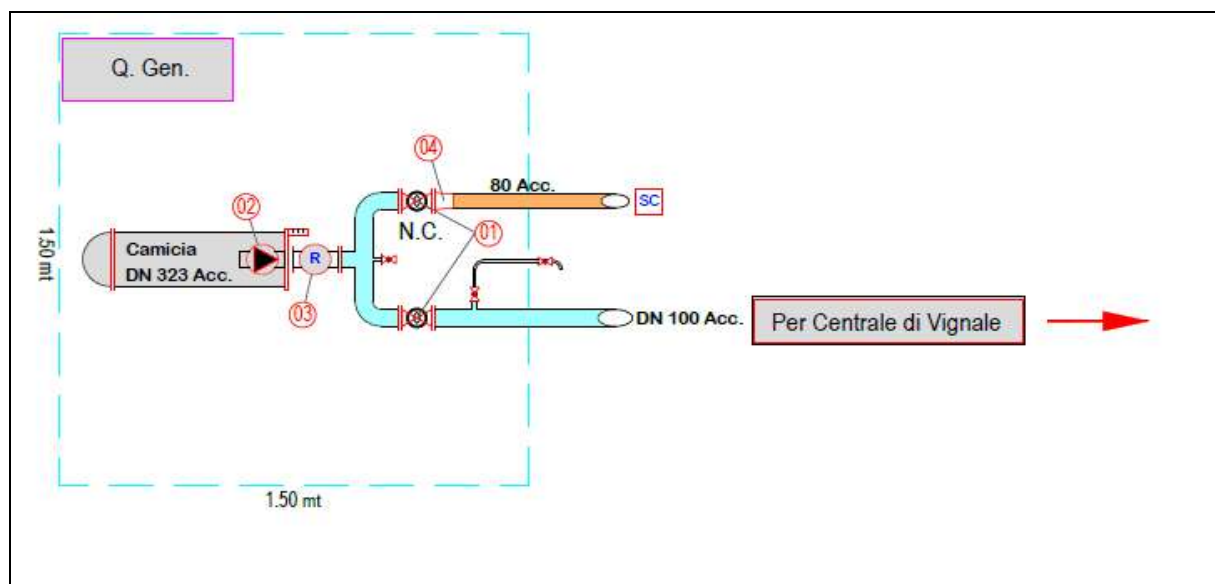 Q. Gen.
04
80 Acc.
SC
02
N.C.
01
1.50 mt
Camicia
DN 323 Acc.
R
03
DN 100 Acc.
Per Centrale di Vignale
1.50 mt